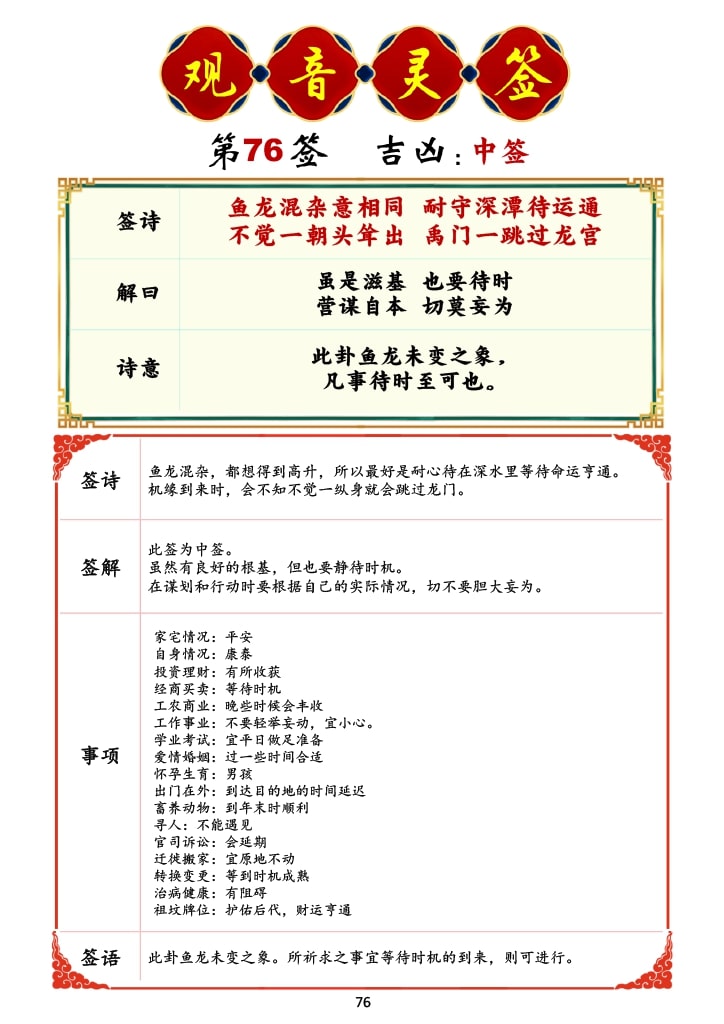 观音灵签
第76签 吉凶：中签
签诗
鱼龙混杂意相同 耐守深潭待运通
不觉一朝头耸出 禹门一跳过龙宫
解曰
虽是滋基 也要待时
营谋自本 切莫妄为
诗意
此卦鱼龙未变之象，
凡事待时至可也。
签诗
鱼龙混杂，都想得到高升，所以最好是耐心待在深水里等待命运亨通。
机缘到来时，会不知不觉一纵身就会跳过龙门。
签解
此签为中签。
虽然有良好的根基，但也要静待时机。
在谋划和行动时要根据自己的实际情况，切不要胆大妄为。
事项
家宅情况：平安
自身情况：康泰
投资理财：有所收获
经商买卖：等待时机
工农商业：晚些时候会丰收
工作事业：不要轻举妄动，宜小心。
学业考试：宜平日做足准备
爱情婚姻：过一些时间合适
怀孕生育：男孩
出门在外：到达目的地的时间延迟
畜养动物：到年末时顺利
寻人：不能遇见
官司诉讼：会延期
迁徙搬家：宜原地不动
转换变更：等到时机成熟
治病健康：有阻碍
祖坟牌位：护佑后代，财运亨通
签语
此卦鱼龙未变之象。所祈求之事宜等待时机的到来，则可进行。
76